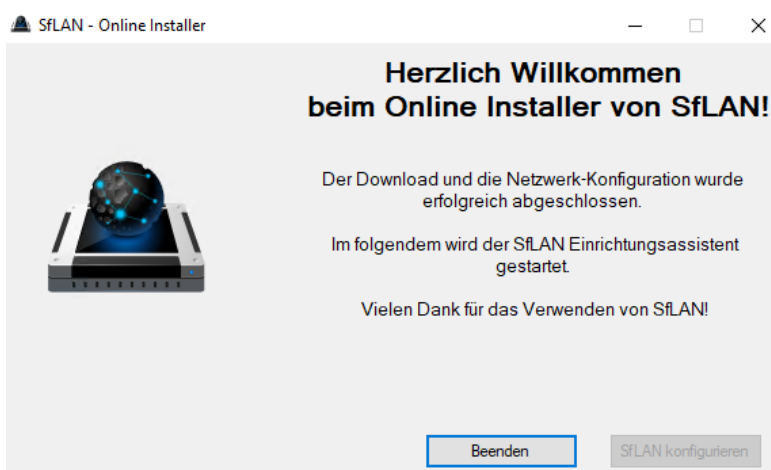 SfLAN - Online Installer
Herzlich Willkommen
beim Online Installer von SfLAN!
Der Download und die Netzwerk-Konfiguration wurde
erfolgreich abgeschlossen.
Im folgendem wird der SfLAN Einrichtungsassistent
gestartet.
Vielen Dank für das Verwenden von SfLAN!
Beenden
SfLAN konfigurieren